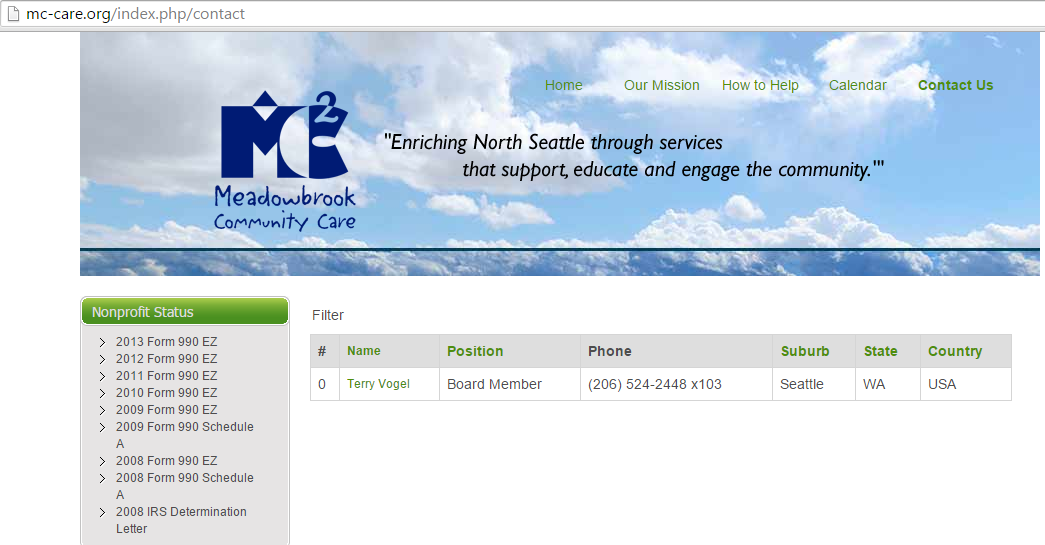 mc-care.org/index.php/contact
Home Our Mission How to Help Calendar Contact Us
MC2
Meadowbrook
Community Care
"Enriching North Seattle through services
that support, educate and engage the community.'"
Nonprofit Status
2013 Form 990 EZ
2012 Form 990 EZ
2011 Form 990 EZ
2010 Form 990 EZ
2009 Form 990 EZ
2009 Form 990 Schedule
A
2008 Form 990 EZ
2008 Form 990 Schedule
A
2008 IRS Determination
Letter
Filter
# Name Position Phone Suburb State Country
0 Terry Vogel Board Member (206) 524-2448 x103 Seattle WA USA